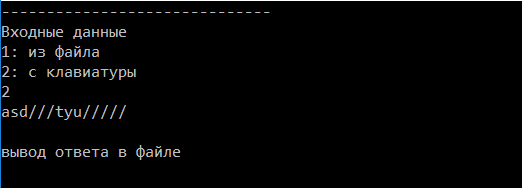 ------------------------------
Входные данные
1: из файла
2: с клавиатуры
2
asd///tyu/////
вывод ответа в файле